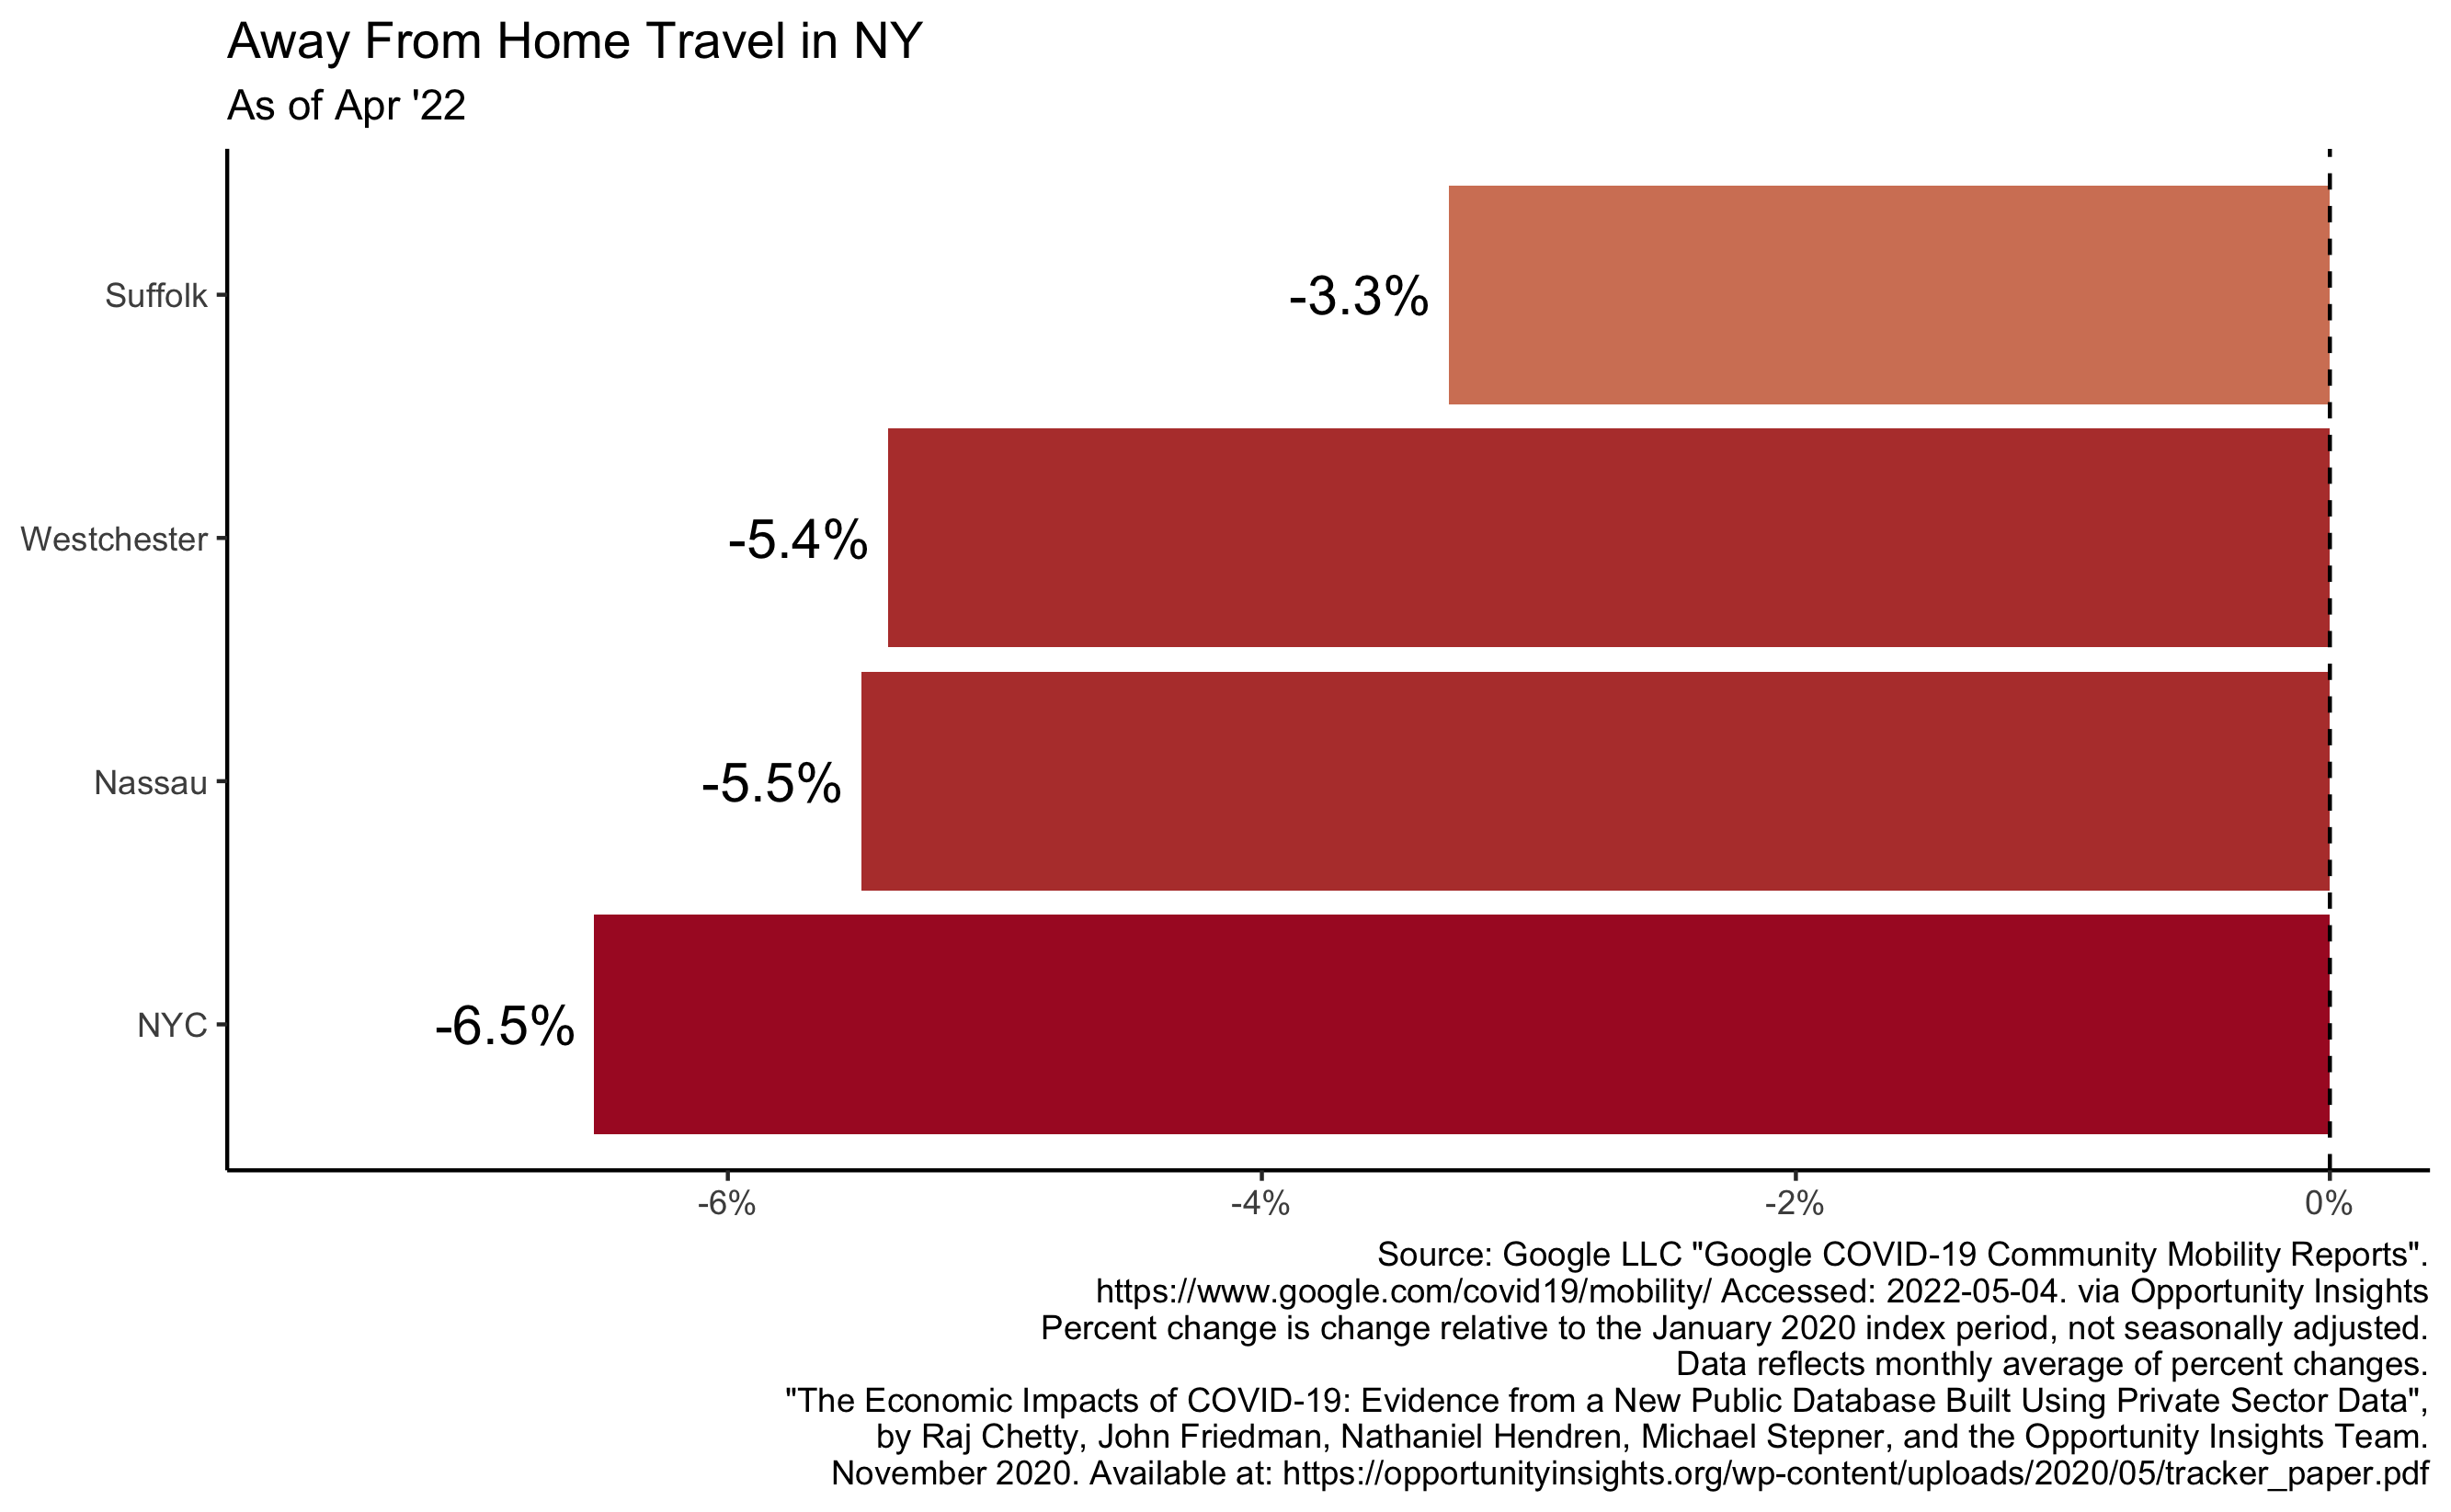 Away From Home Travel in NY
As of Apr '22
Suffolk
-3.3%
Westchester
-5.4%
Nassau
-5.5%
NYC
-6.5%
-6%
-4%
-2%
0%
Source: Google LLC "Google COVID-19 Community Mobility Reports".
https://www.google.com/covid19/mobility/ Accessed: 2022-05-04. via Opportunity Insights
Percent change is change relative to the January 2020 index period, not seasonally adjusted.
Data reflects monthly average of percent changes.
"The Economic Impacts of COVID-19: Evidence from a New Public Database Built Using Private Sector Data",
by Raj Chetty, John Friedman, Nathaniel Hendren, Michael Stepner, and the Opportunity Insights Team.
November 2020. Available at: https://opportunityinsights.org/wp-content/uploads/2020/05/tracker_paper.pdf